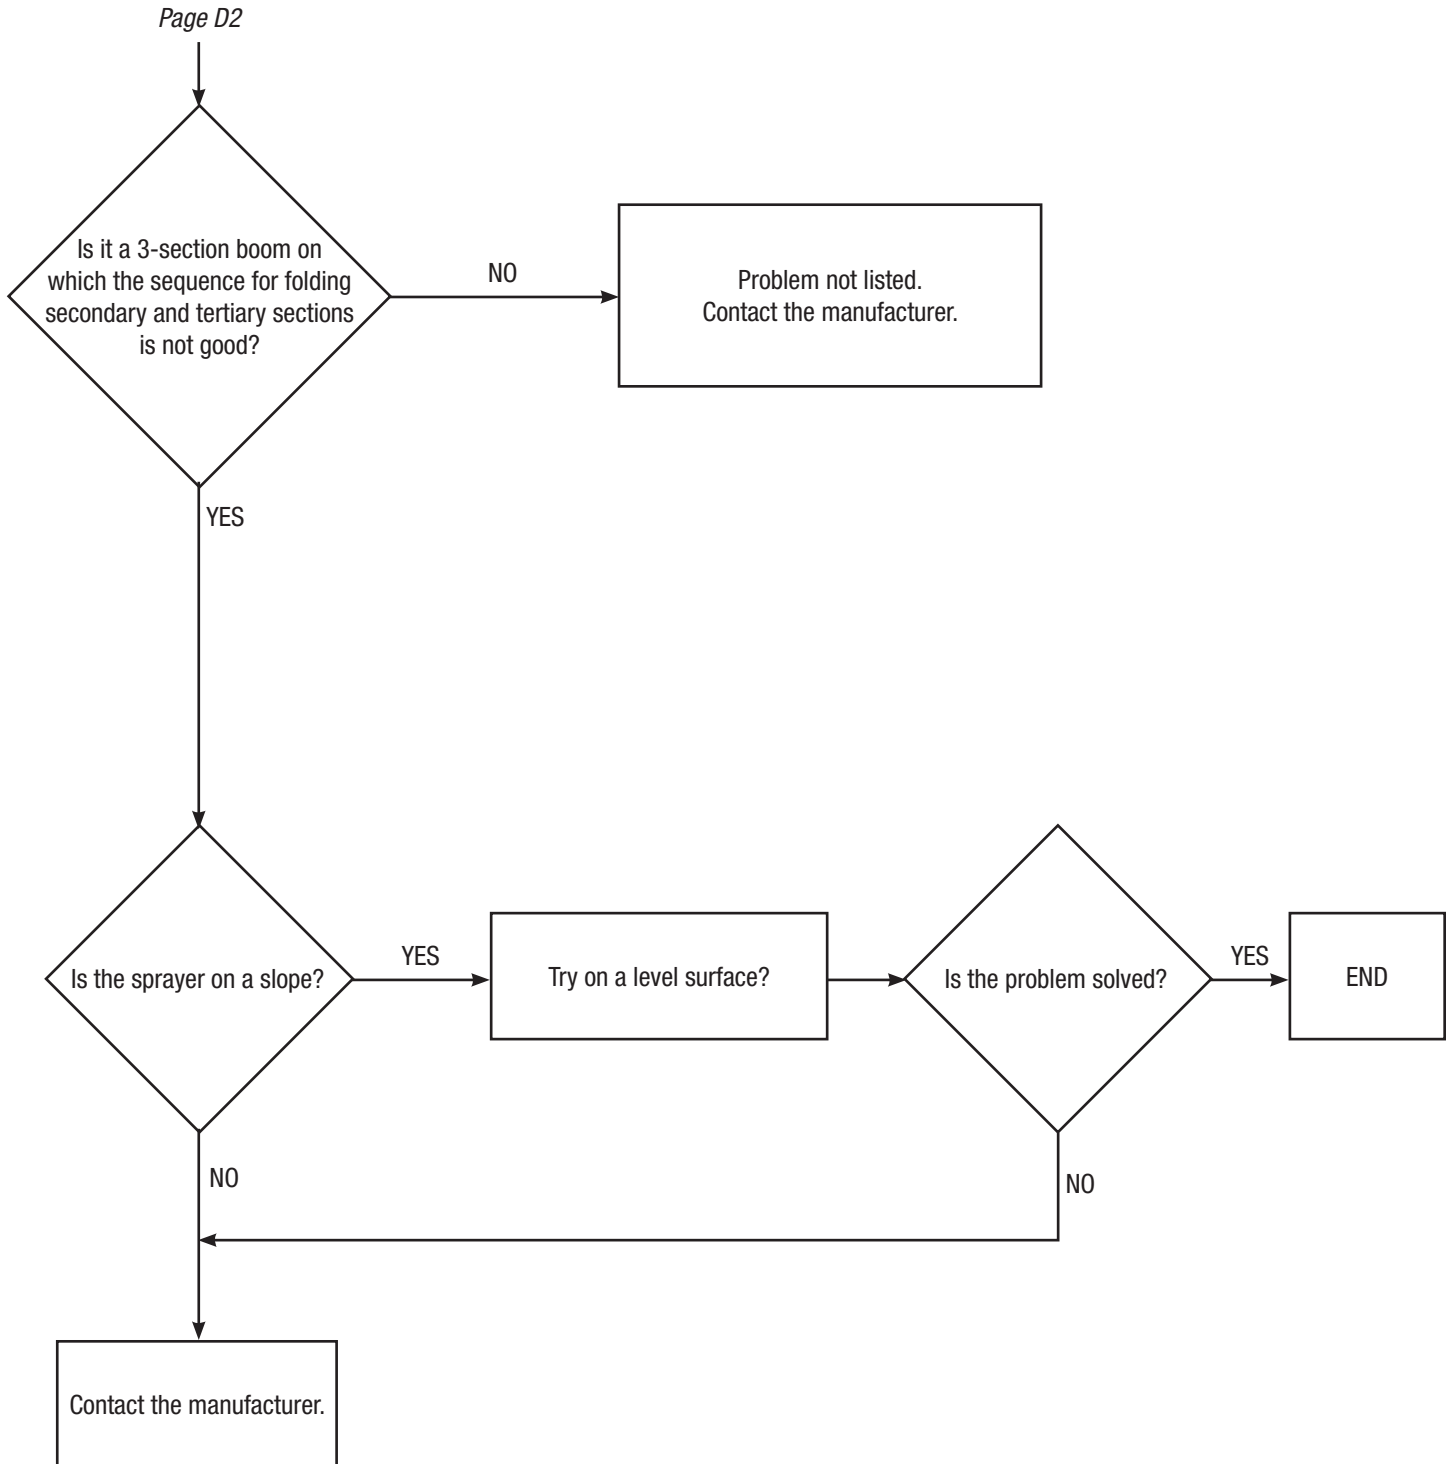 Page D2
Is it a 3-section boom on
which the sequence for folding
secondary and tertiary sections
is not good?
NO
Problem not listed.
Contact the manufacturer.
YES
Is the sprayer on a slope?
YES
Try on a level surface?
Is the problem solved?
YES
END
NO
NO
Contact the manufacturer.